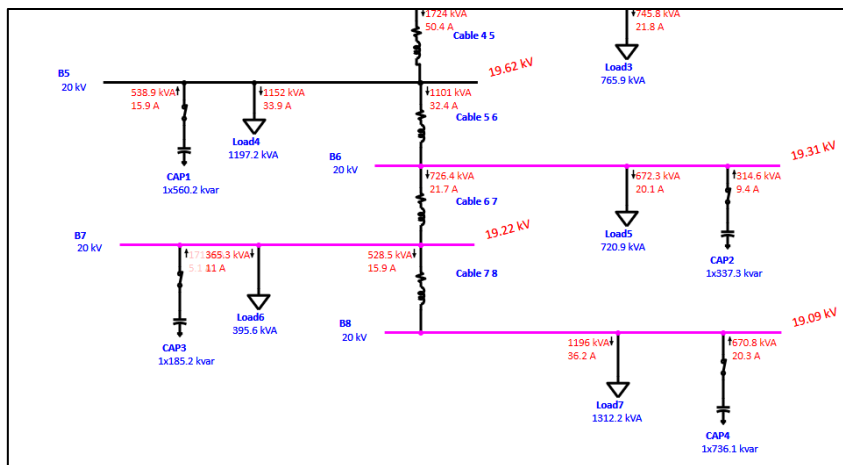 1724 kVA
50.4 A
Cable 4 5
745.8 kVA
21.8 A
Load3
765.9 kVA
19.62 kV
B5
20 kV
538.9 kVA
15.9 A
1152 kVA
33.9 A
1101 kVA
32.4 A
Load4
1197.2 kVA
CAP1
1x560.2 kvar
Cable 5 6
19.31 kV
B6
20 kV
726.4 kVA
21.7 A
672.3 kVA
20.1 A
314.6 kVA
9.4 A
Cable 6 7
Load5
720.9 kVA
CAP2
1x337.3 kvar
19.22 kV
B7
20 kV
365.3 kVA
11 A
528.5 kVA
15.9 A
Cable 7 8
Load6
395.6 kVA
CAP3
1x185.2 kvar
19.09 kV
B8
20 kV
1196 kVA
36.2 A
670.8 kVA
20.3 A
Load7
1312.2 kVA
CAP4
1x736.1 kvar